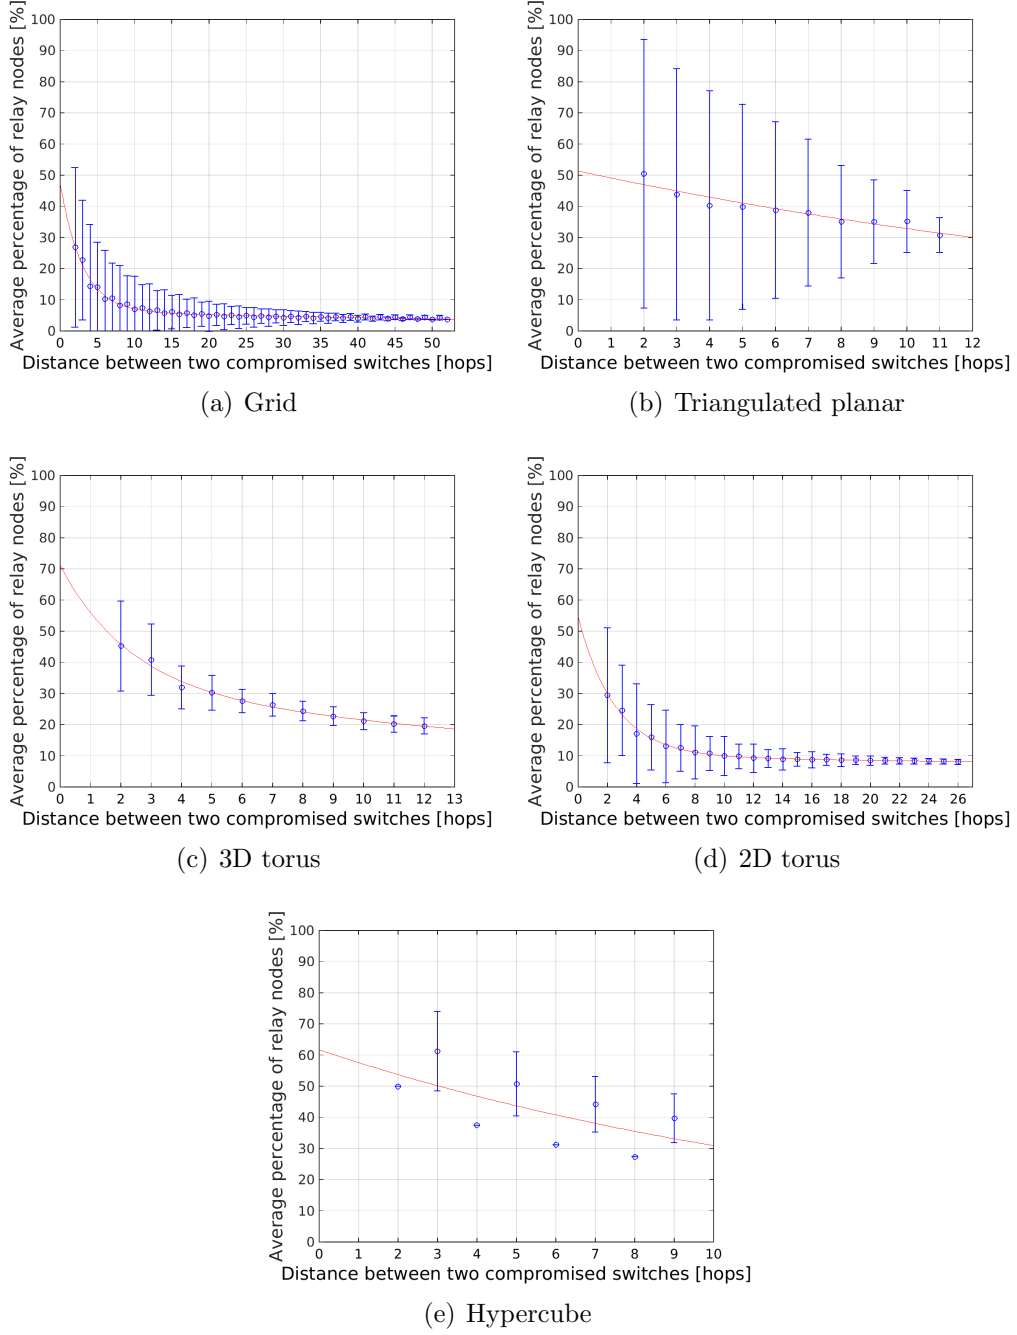 Average percentage of relay nodes [%]
100
90
80
70
60
50
40
30
20
10
0
0 5 10 15 20 25 30 35 40 45 50
Distance between two compromised switches [hops]
(a) Grid
Average percentage of relay nodes [%]
100
90
80
70
60
50
40
30
20
10
0
0 1 2 3 4 5 6 7 8 9 10 11 12
Distance between two compromised switches [hops]
(b) Triangulated planar
Average percentage of relay nodes [%]
100
90
80
70
60
50
40
30
20
10
0
0 1 2 3 4 5 6 7 8 9 10 11 12 13
Distance between two compromised switches [hops]
(c) 3D torus
Average percentage of relay nodes [%]
100
90
80
70
60
50
40
30
20
10
0
0 2 4 6 8 10 12 14 16 18 20 22 24 26
Distance between two compromised switches [hops]
(d) 2D torus
Average percentage of relay nodes [%]
100
90
80
70
60
50
40
30
20
10
0
0 1 2 3 4 5 6 7 8 9 10
Distance between two compromised switches [hops]
(e) Hypercube